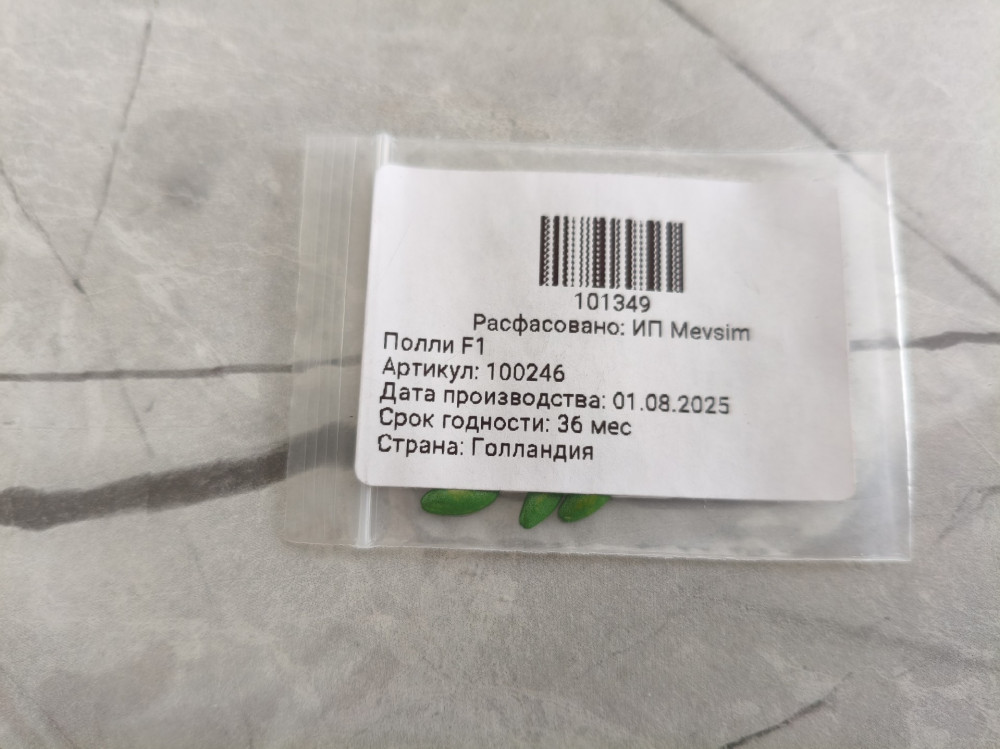 101349
Расфасовано: ИП Mevsim
Полли F1
Артикул: 100246
Дата производства: 01.08.2025
Срок годности: 36 мес
Страна: Голландия